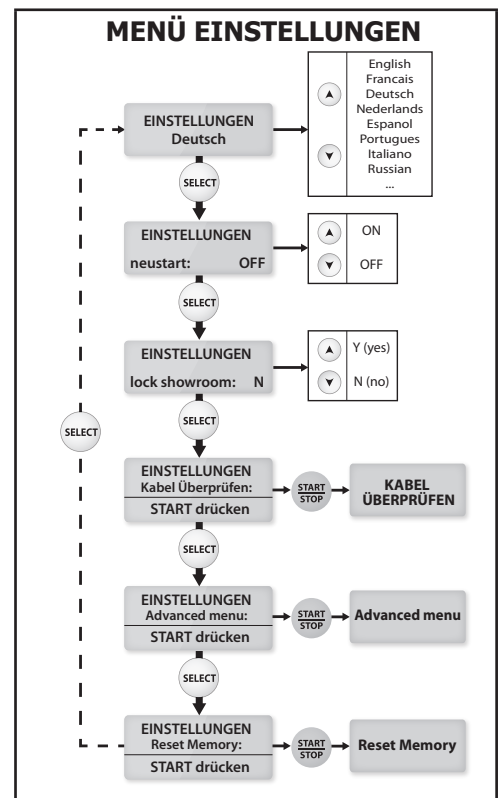 MENÜ EINSTELLUNGEN
EINSTELLUNGEN
Deutsch
English
Francais
Deutsch
Nederlands
Espanol
Portugues
Italiano
Russian
...
SELECT
EINSTELLUNGEN
neustart: OFF
ON
OFF
SELECT
EINSTELLUNGEN
lock showroom: N
Y (yes)
N (no)
SELECT
SELECT
EINSTELLUNGEN
Kabel Überprüfen:
START drücken
START
STOP
KABEL
ÜBERPRÜFEN
SELECT
EINSTELLUNGEN
Advanced menu:
START drücken
START
STOP
Advanced menu
SELECT
EINSTELLUNGEN
Reset Memory:
START drücken
START
STOP
Reset Memory